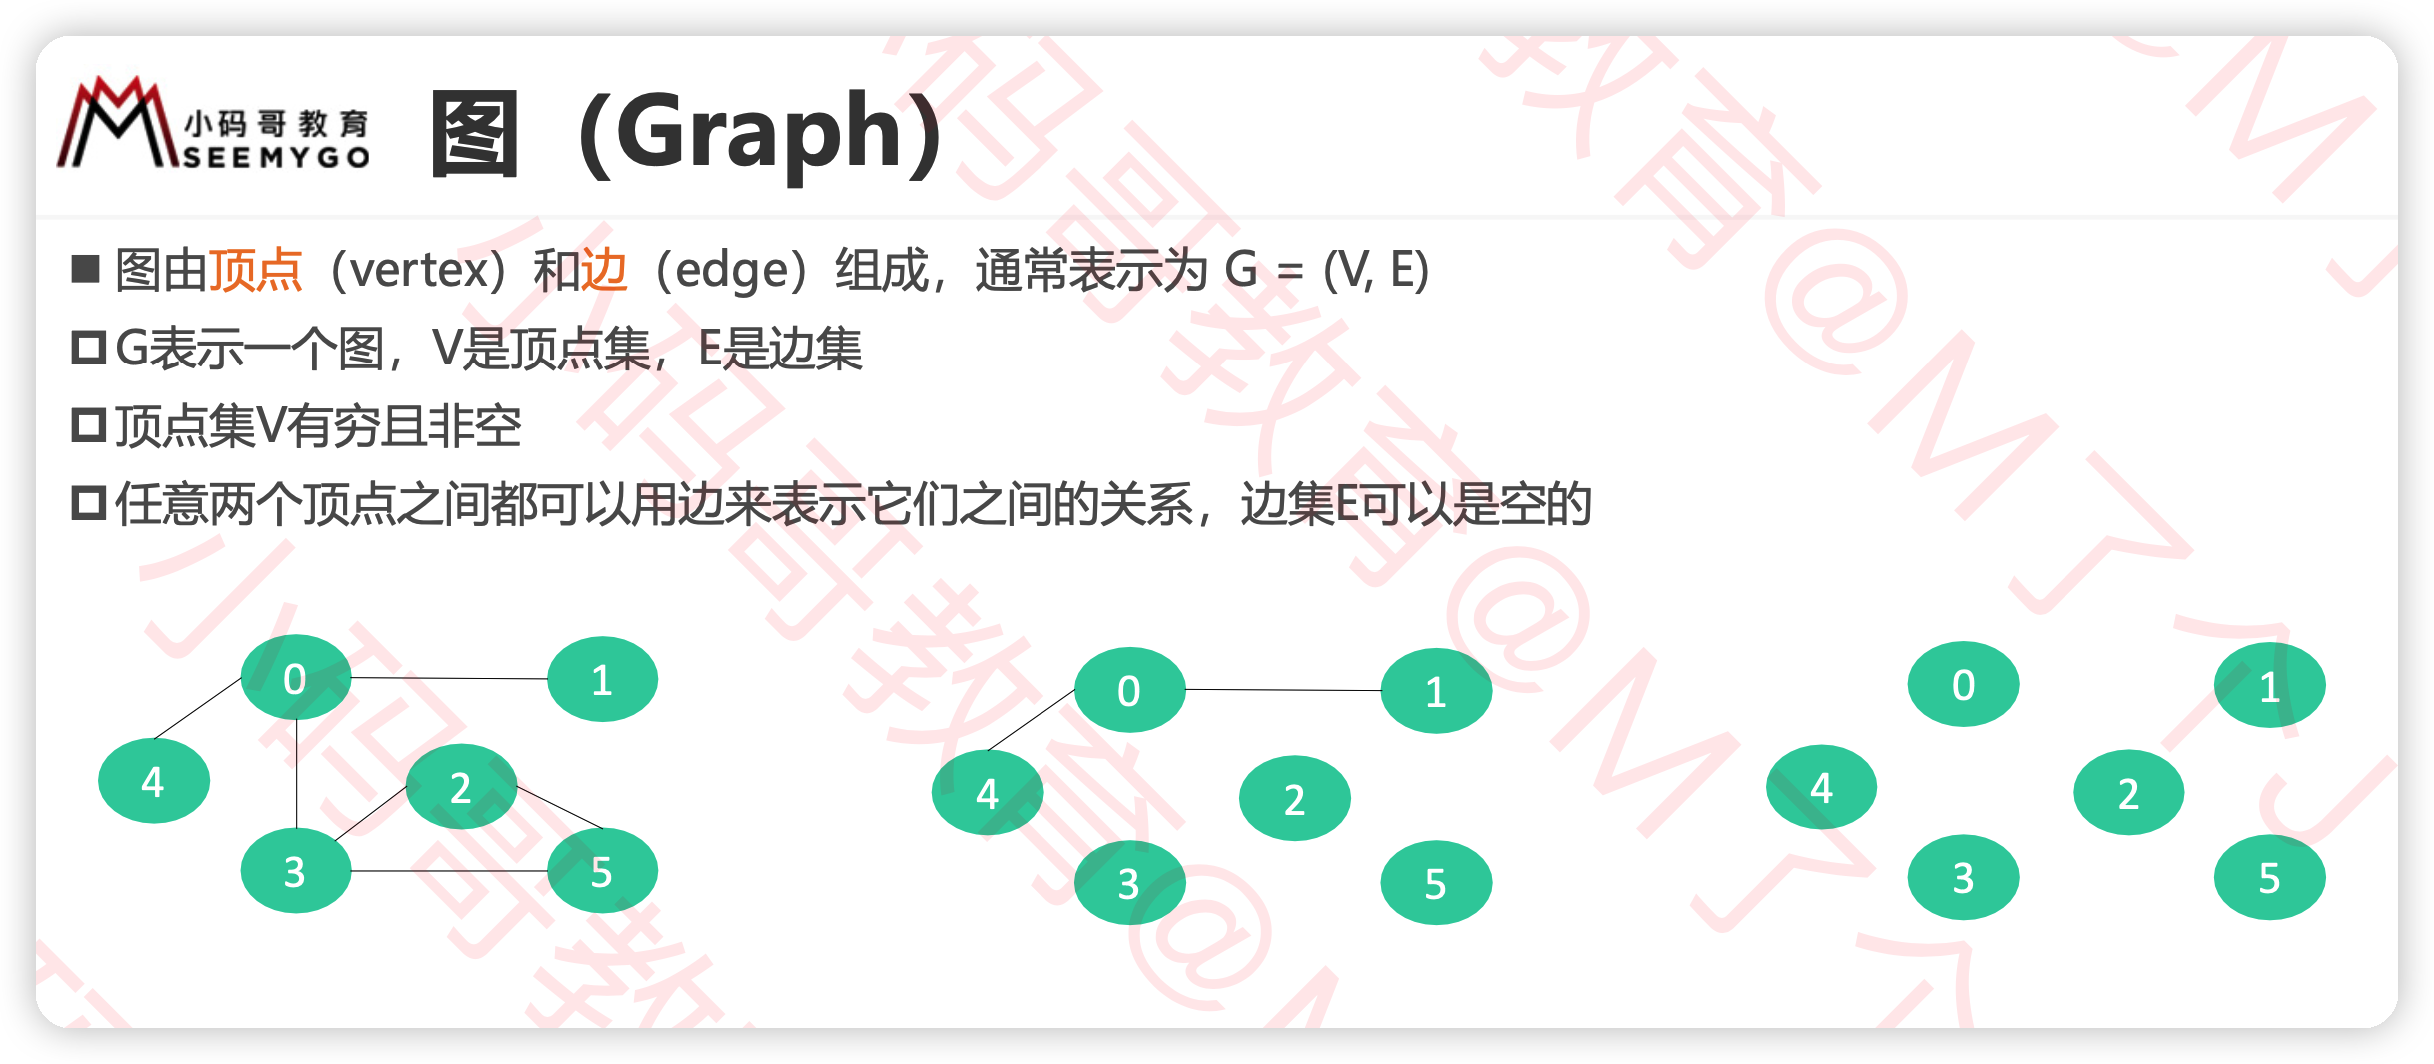 小码哥教育
SEEMYGO
图（Graph）
图由顶点（vertex）和边（edge）组成，通常表示为 G = (V, E)
G表示一个图，V是顶点集，E是边集
顶点集V有穷且非空
任意两个顶点之间都可以用边来表示它们之间的关系，边集E可以是空的
0 1
4 2
3 5
0 1
4 2
3 5
0 1
4 2
3 5
小码哥教育@M了个J